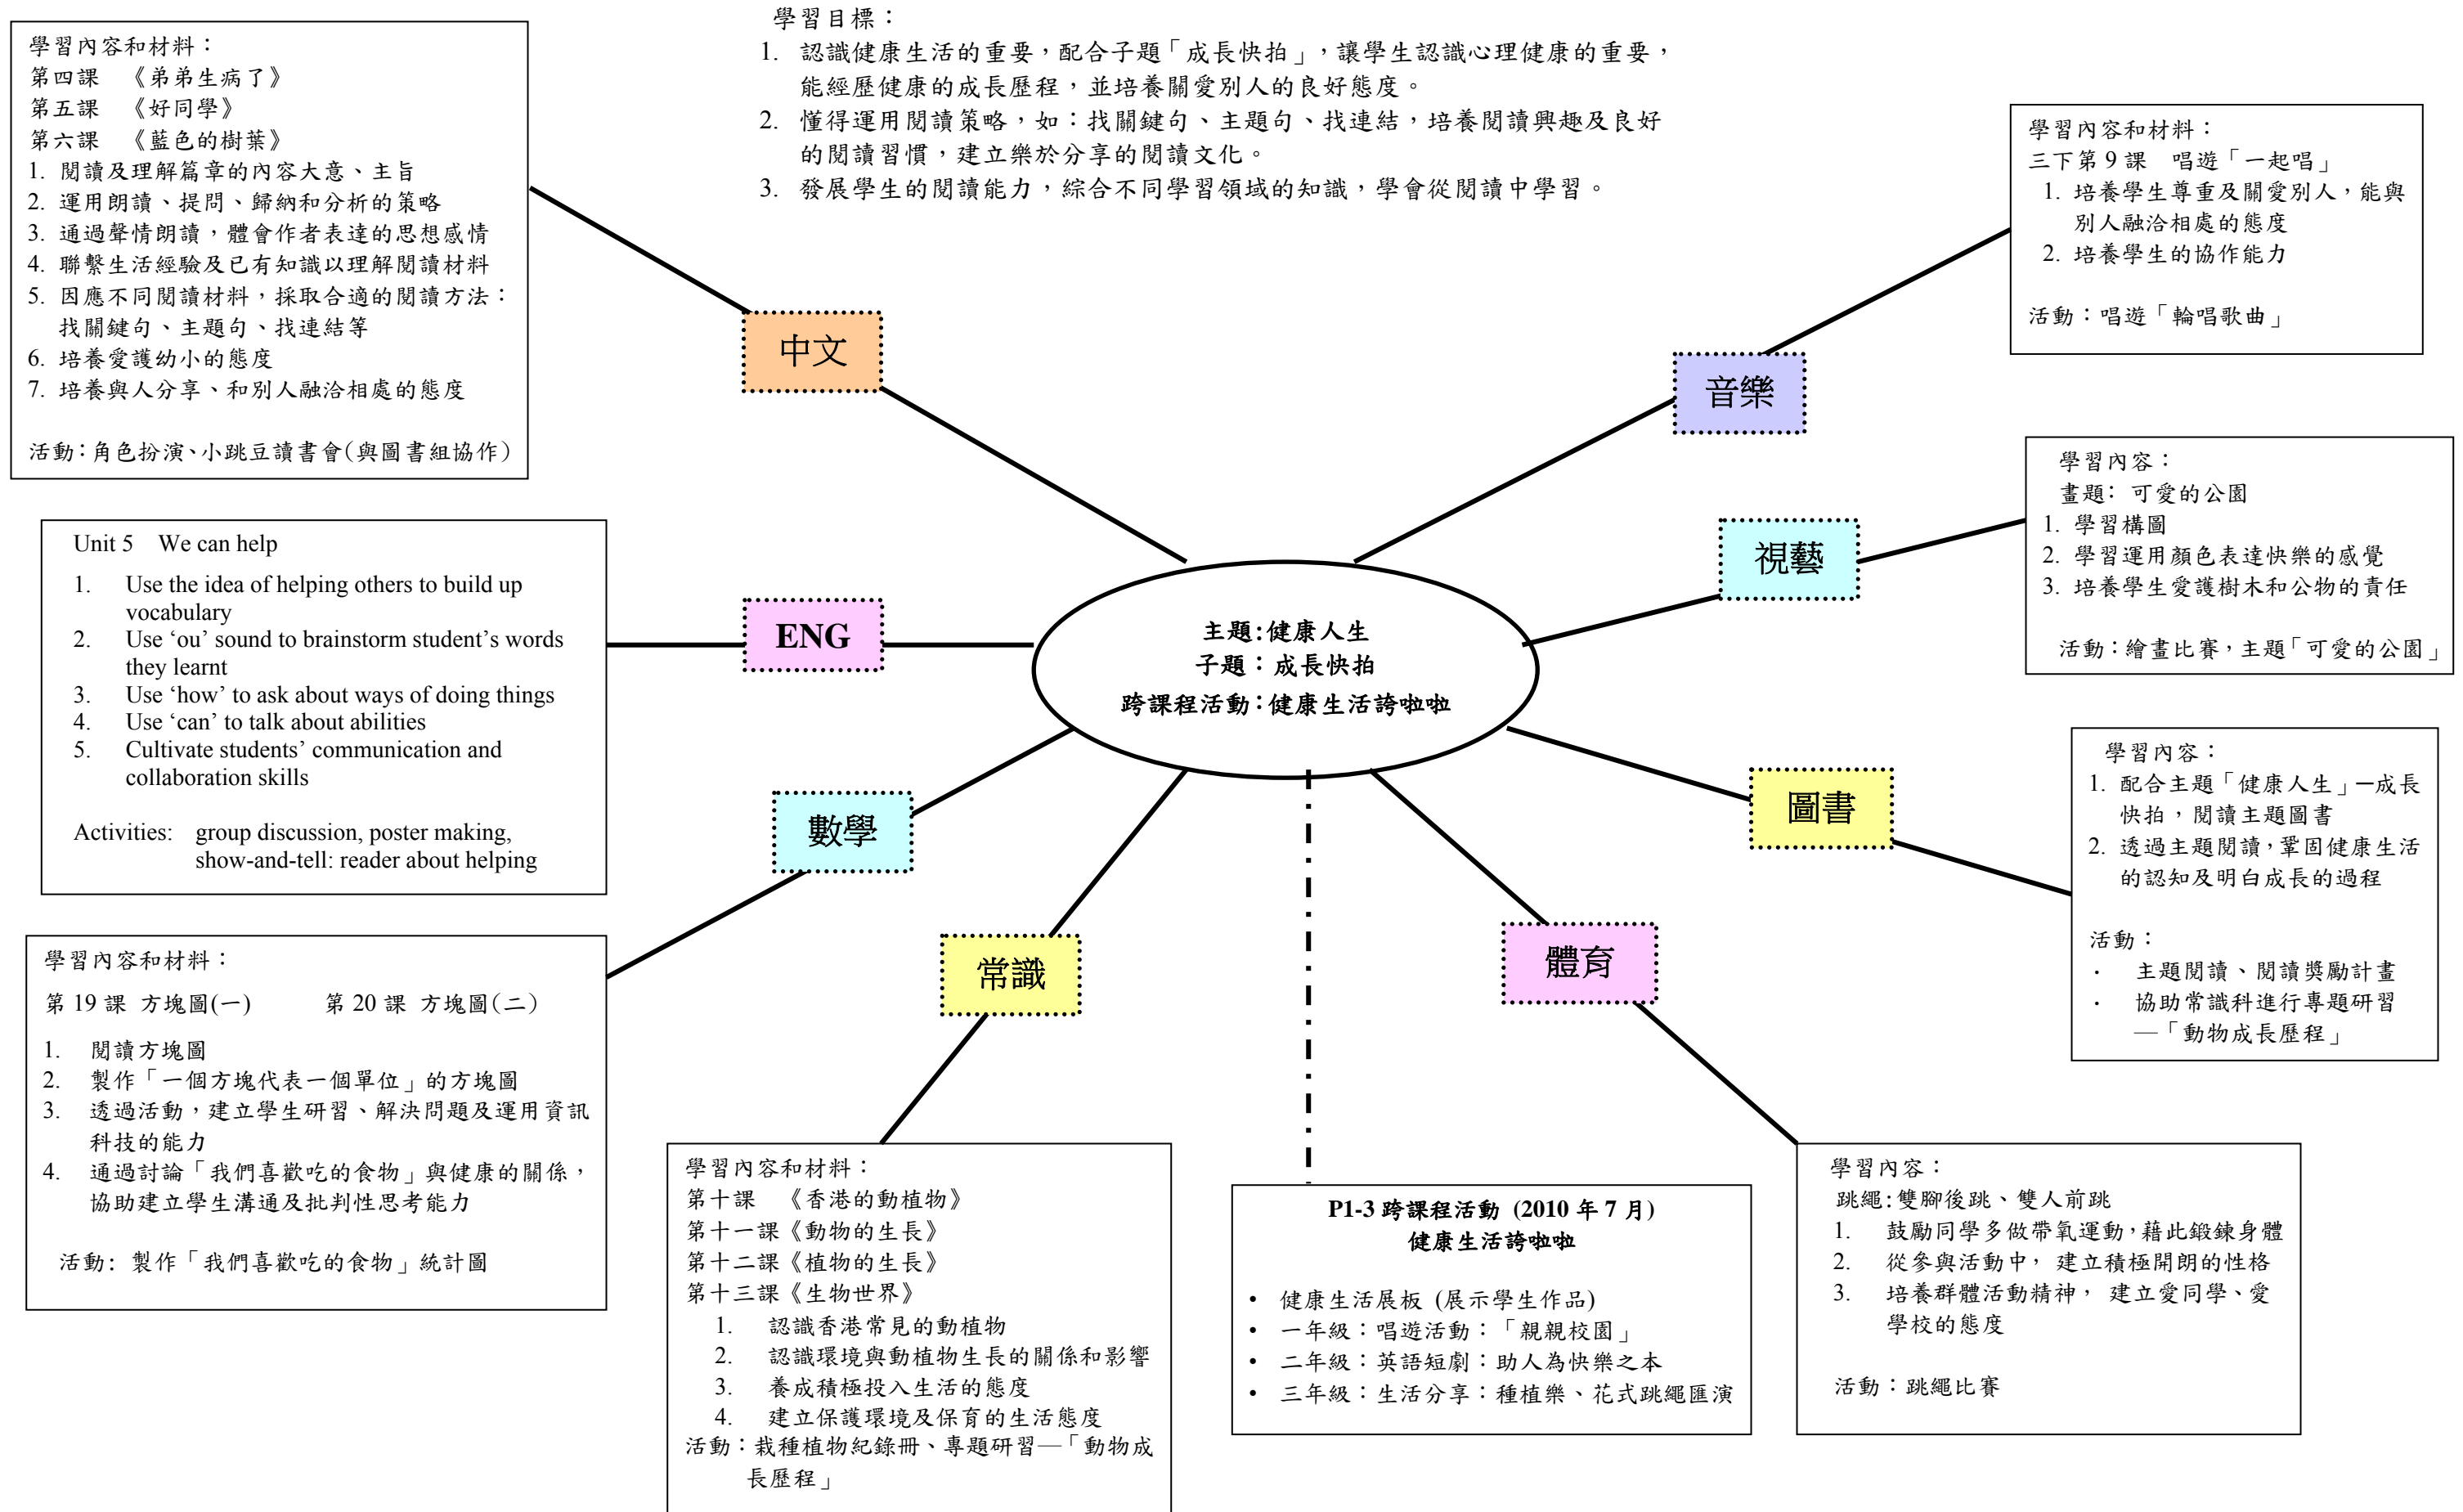 學習目標：
1. 認識健康生活的重要，配合子題「成長快拍」，讓學生認識心理健康的重要，
能經歷健康的成長歷程，並培養關愛別人的良好態度。
2. 懂得運用閱讀策略，如：找關鍵句、主題句、找連結，培養閱讀興趣及良好
的閱讀習慣，建立樂於分享的閱讀文化。
3. 發展學生的閱讀能力，綜合不同學習領域的知識，學會從閱讀中學習。
學習內容和材料：
第四課　《弟弟生病了》
第五課　《好同學》
第六課　《藍色的樹葉》
1. 閱讀及理解篇章的內容大意、主旨
2. 運用朗讀、提問、歸納和分析的策略
3. 通過聲情朗讀，體會作者表達的思想感情
4. 聯繫生活經驗及已有知識以理解閱讀材料
5. 因應不同閱讀材料，採取合適的閱讀方法：
找關鍵句、主題句、找連結等
6. 培養愛護幼小的態度
7. 培養與人分享、和別人融洽相處的態度
活動：角色扮演、小跳豆讀書會(與圖書組協作)
中文
學習內容和材料：
三下第 9 課　唱遊「一起唱」
1. 培養學生尊重及關愛別人，能與
別人融洽相處的態度
2. 培養學生的協作能力
活動：唱遊「輪唱歌曲」
音樂
學習內容：
畫題：可愛的公園
1. 學習構圖
2. 學習運用顏色表達快樂的感覺
3. 培養學生愛護樹木和公物的責任
活動：繪畫比賽，主題「可愛的公園」
視藝
Unit 5 We can help
1. Use the idea of helping others to build up
vocabulary
2. Use ‘ou’ sound to brainstorm student’s words
they learnt
3. Use ‘how’ to ask about ways of doing things
4. Use ‘can’ to talk about abilities
5. Cultivate students’ communication and
collaboration skills
Activities: group discussion, poster making,
show-and-tell: reader about helping
ENG
主題:健康人生
子題：成長快拍
跨課程活動：健康生活誇啦啦
學習內容：
1. 配合主題「健康人生」─成長
快拍，閱讀主題圖書
2. 透過主題閱讀，鞏固健康生活
的認知及明白成長的過程
活動：
· 主題閱讀、閱讀獎勵計畫
· 協助常識科進行專題研習
—「動物成長歷程」
圖書
數學
學習內容和材料：
第 19 課 方塊圖(一)　　第 20 課 方塊圖(二)
1. 閱讀方塊圖
2. 製作「一個方塊代表一個單位」的方塊圖
3. 透過活動，建立學生研習、解決問題及運用資訊
科技的能力
4. 通過討論「我們喜歡吃的食物」與健康的關係，
協助建立學生溝通及批判性思考能力
活動：製作「我們喜歡吃的食物」統計圖
常識
學習內容和材料：
第十課　《香港的動植物》
第十一課《動物的生長》
第十二課《植物的生長》
第十三課《生物世界》
1. 認識香港常見的動植物
2. 認識環境與動植物生長的關係和影響
3. 養成積極投入生活的態度
4. 建立保護環境及保育的生活態度
活動：栽種植物紀錄冊、專題研習—「動物成
長歷程」
P1-3 跨課程活動 (2010 年 7 月)
健康生活誇啦啦
• 健康生活展板 (展示學生作品)
• 一年級：唱遊活動：「親親校園」
• 二年級：英語短劇：助人為快樂之本
• 三年級：生活分享：種植樂、花式跳繩匯演
體育
學習內容：
跳繩:雙腳後跳、雙人前跳
1. 鼓勵同學多做帶氧運動，藉此鍛鍊身體
2. 從參與活動中， 建立積極開朗的性格
3. 培養群體活動精神， 建立愛同學、愛
學校的態度
活動：跳繩比賽